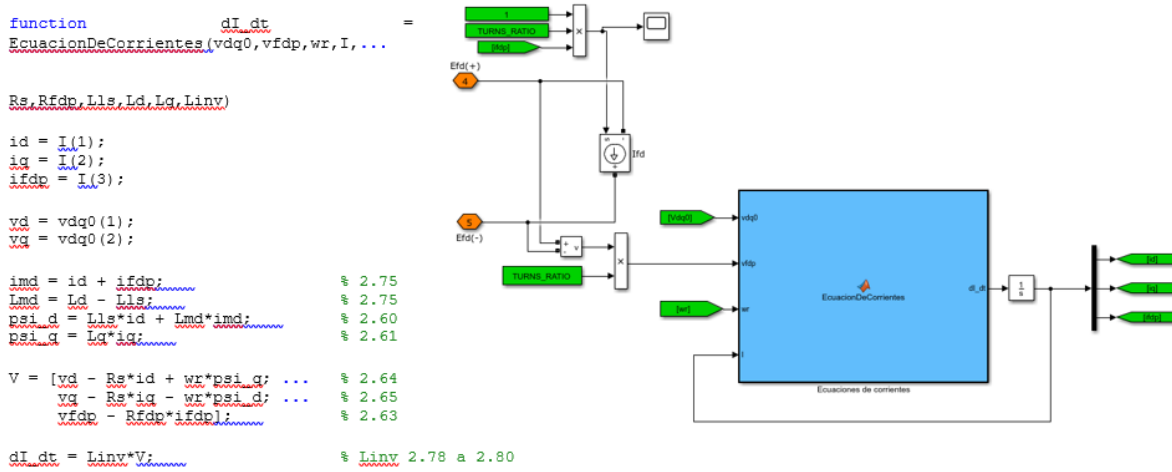 function dI_dt =
EcuacionDeCorrientes(vdq0,vfdp,wr,I,...
Rs,Rfdp,Lls,Ld,Lq,Linv)
id = I(1);
iq = I(2);
ifdp = I(3);
vd = vdq0(1);
vq = vdq0(2);
imd = id + ifdp; % 2.75
Lmd = Ld - Lls; % 2.75
psi_d = Lls*id + Lmd*imd; % 2.60
psi_q = Lq*iq; % 2.61
V = [vd - Rs*id + wr*psi_q; ... % 2.64
vq - Rs*iq - wr*psi_d; ... % 2.65
vfdp - Rfdp*ifdp]; % 2.63
dI_dt = Linv*V; % Linv 2.78 a 2.80
1
TURNS_RATIO
[ifdp]
×
Efd(+)
4
Ifd
5
Efd(-)
+
-
v
TURNS_RATIO
×
[Vdq0]
[wr]
vdq0
vfdp
wr
I
EcuacionDeCorrientes
dI_dt
Ecuaciones de corrientes
1
s
[id]
[iq]
[ifdp]